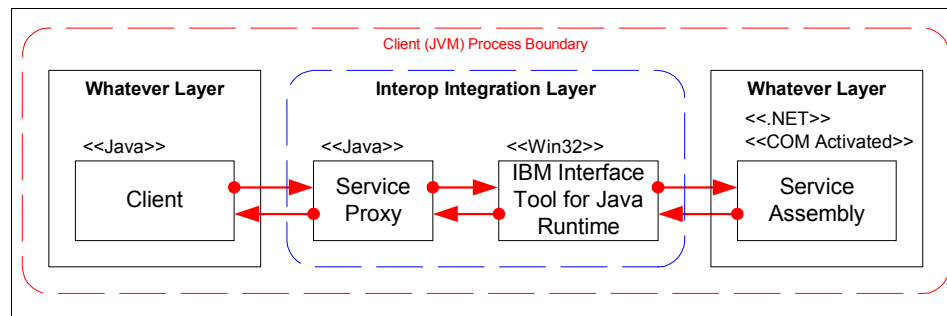 Client (JVM) Process Boundary
Whatever Layer
<<Java>>
Client
Interop Integration Layer
<<Java>>
Service
Proxy
<<Win32>>
IBM Interface
Tool for Java
Runtime
Whatever Layer
<<.NET>>
<<COM Activated>>
Service
Assembly